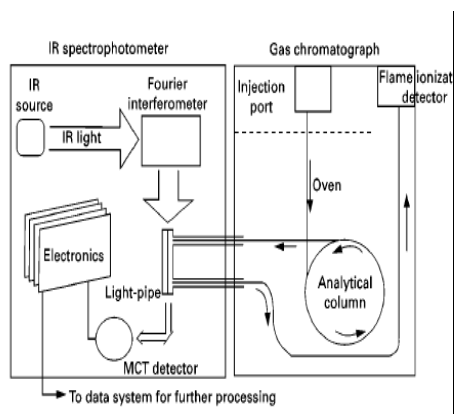 IR spectrophotometer
Gas chromatograph
IR
source
Fourier
interferometer
IR light
Injection
port
Flame ionizat
detector
Oven
Electronics
Light-pipe
Analytical
column
MCT detector
To data system for further processing